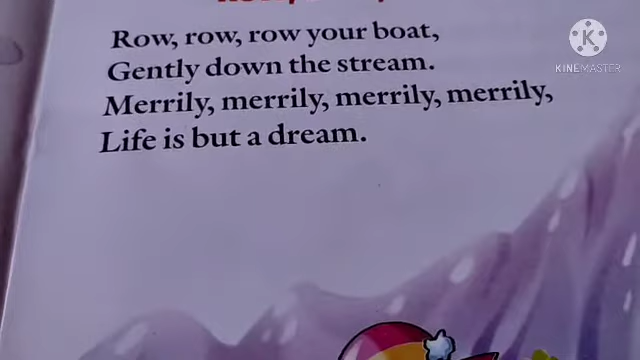 Row, row, row your boat,
Gently down the stream.
Merrily, merrily, merrily, merrily,
Life is but a dream.
K
KINEMASTER